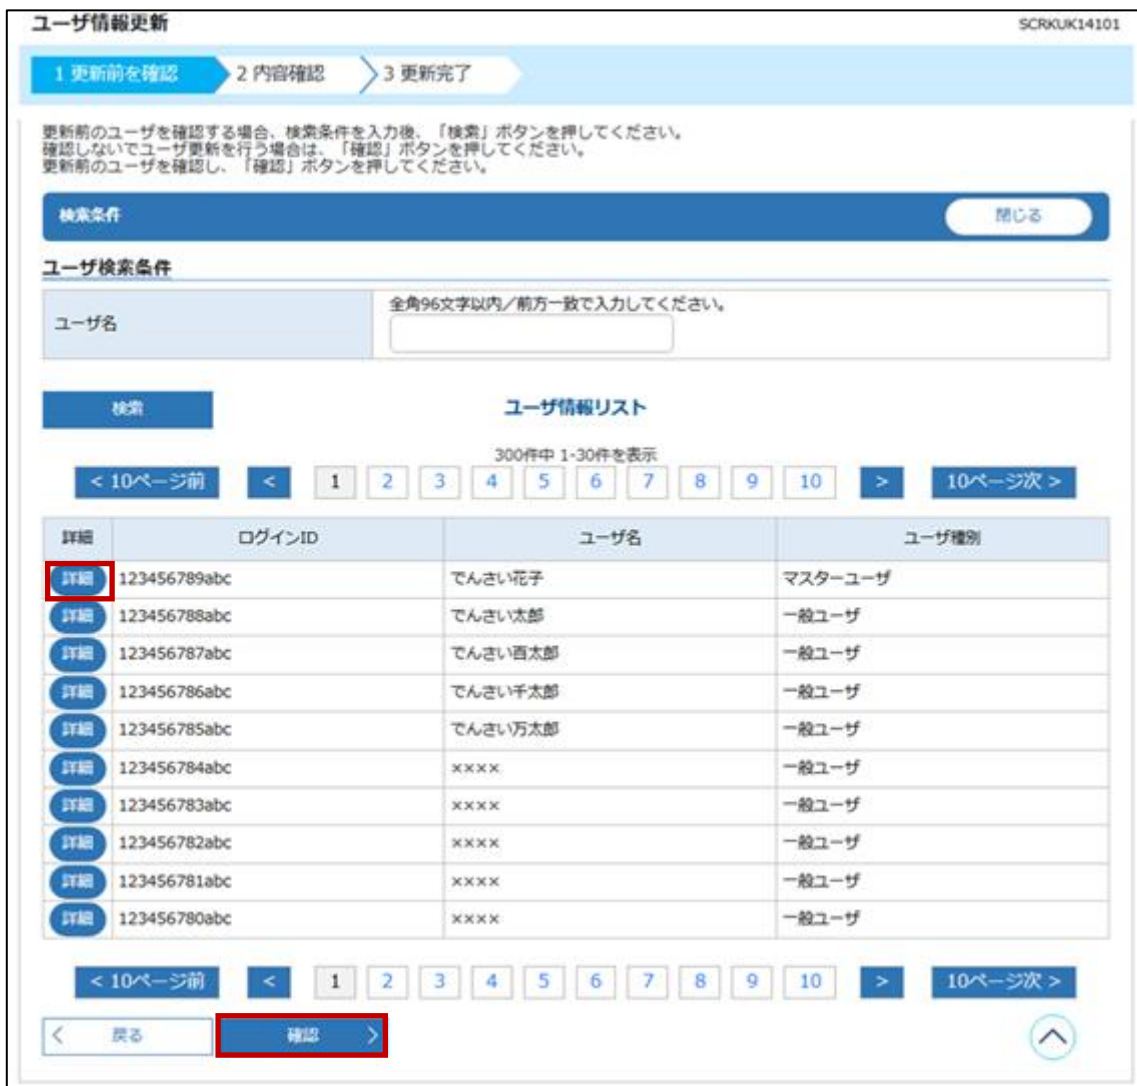 ユーザ情報更新 SCRKUK14101
1 更新前を確認 2 内容確認 3 更新完了
更新前のユーザを確認する場合、検索条件を入力後、「検索」ボタンを押してください。
確認しないでユーザ更新を行う場合は、「確認」ボタンを押してください。
更新前のユーザを確認し、「確認」ボタンを押してください。
検索条件 閉じる
ユーザ検索条件
ユーザ名 全角96文字以内／前方一致で入力してください。
検索 ユーザ情報リスト
300件中 1-30件を表示
< 10ページ前 < 1 2 3 4 5 6 7 8 9 10 > 10ページ次 >
詳細 ログインID ユーザ名 ユーザ種別
詳細 123456789abc でんさい花子 マスターユーザ
詳細 123456788abc でんさい太郎 一般ユーザ
詳細 123456787abc でんさい百太郎 一般ユーザ
詳細 123456786abc でんさい千太郎 一般ユーザ
詳細 123456785abc でんさい万太郎 一般ユーザ
詳細 123456784abc ×××× 一般ユーザ
詳細 123456783abc ×××× 一般ユーザ
詳細 123456782abc ×××× 一般ユーザ
詳細 123456781abc ×××× 一般ユーザ
詳細 123456780abc ×××× 一般ユーザ
< 10ページ前 < 1 2 3 4 5 6 7 8 9 10 > 10ページ次 >
< 戻る 確認 >